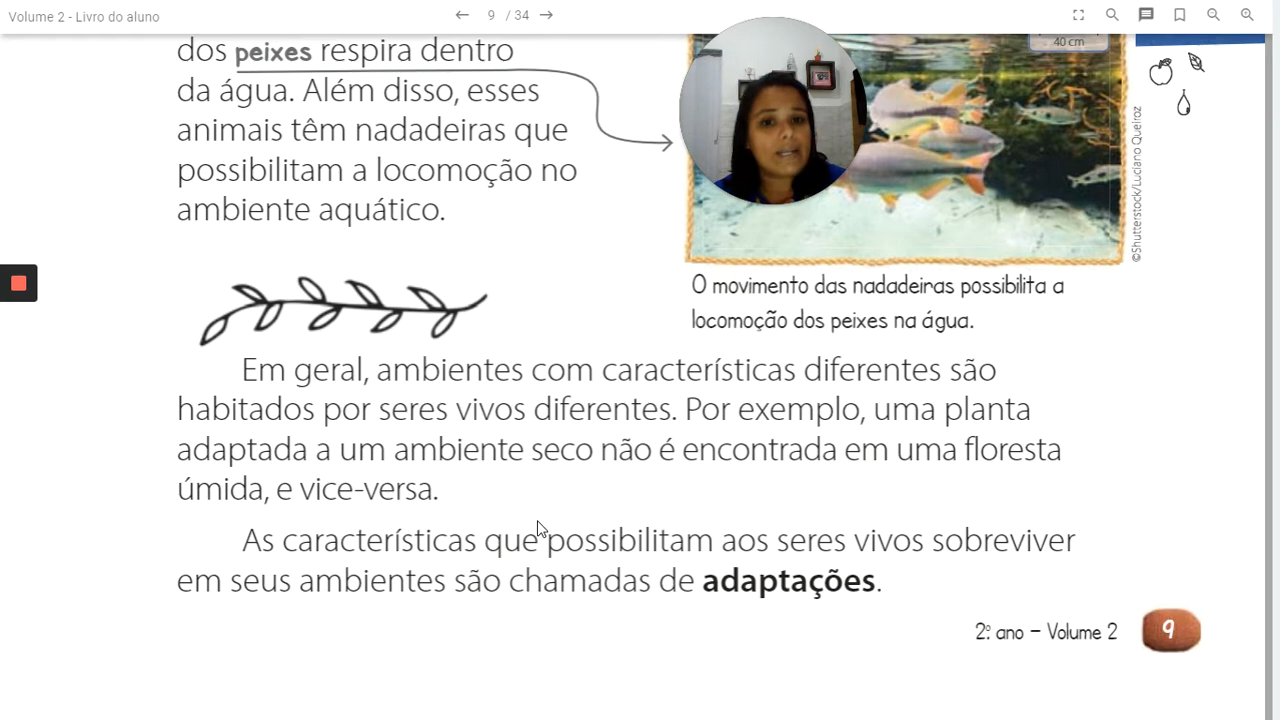 Volume 2 - Livro do aluno
9 / 34
dos peixes respira dentro
da água. Além disso, esses
animais têm nadadeiras que
possibilitam a locomoção no
ambiente aquático.
40 cm
©Shutterstock/Luciano Queiroz
O movimento das nadadeiras possibilita a
locomoção dos peixes na água.
Em geral, ambientes com características diferentes são
habitados por seres vivos diferentes. Por exemplo, uma planta
adaptada a um ambiente seco não é encontrada em uma floresta
úmida, e vice-versa.
As características que possibilitam aos seres vivos sobreviver
em seus ambientes são chamadas de adaptações.
2º. ano – Volume 2
9